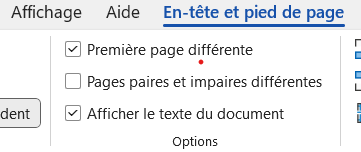 Affichage Aide En-tête et pied de page
Première page différente
Pages paires et impaires différentes
dent Afficher le texte du document
Options